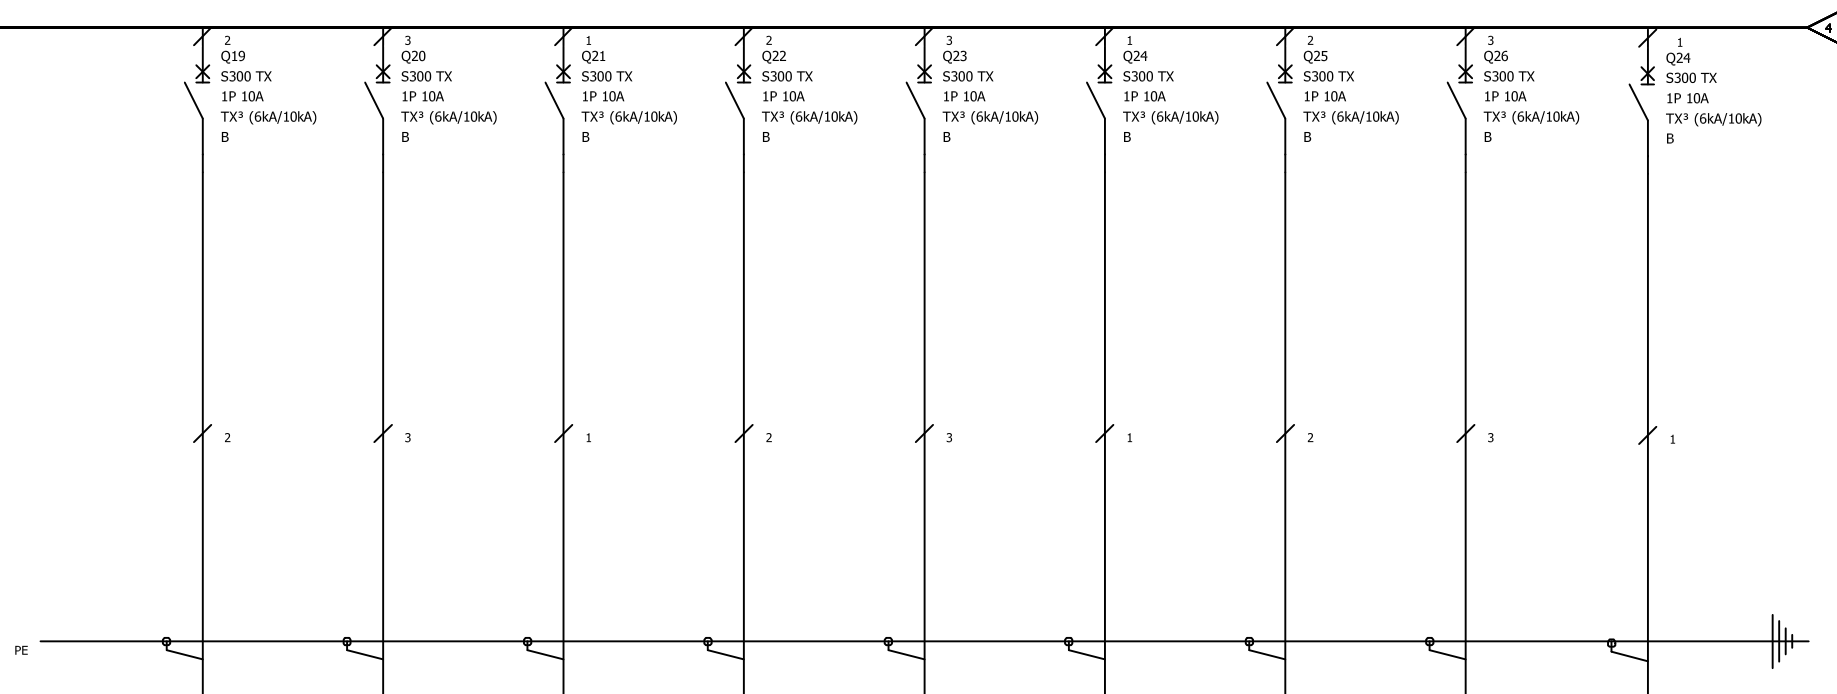 4
2
Q19
S300 TX
1P 10A
TX³ (6kA/10kA)
B
3
Q20
S300 TX
1P 10A
TX³ (6kA/10kA)
B
1
Q21
S300 TX
1P 10A
TX³ (6kA/10kA)
B
2
Q22
S300 TX
1P 10A
TX³ (6kA/10kA)
B
3
Q23
S300 TX
1P 10A
TX³ (6kA/10kA)
B
1
Q24
S300 TX
1P 10A
TX³ (6kA/10kA)
B
2
Q25
S300 TX
1P 10A
TX³ (6kA/10kA)
B
3
Q26
S300 TX
1P 10A
TX³ (6kA/10kA)
B
1
Q24
S300 TX
1P 10A
TX³ (6kA/10kA)
B
2
3
1
2
3
1
2
3
1
PE